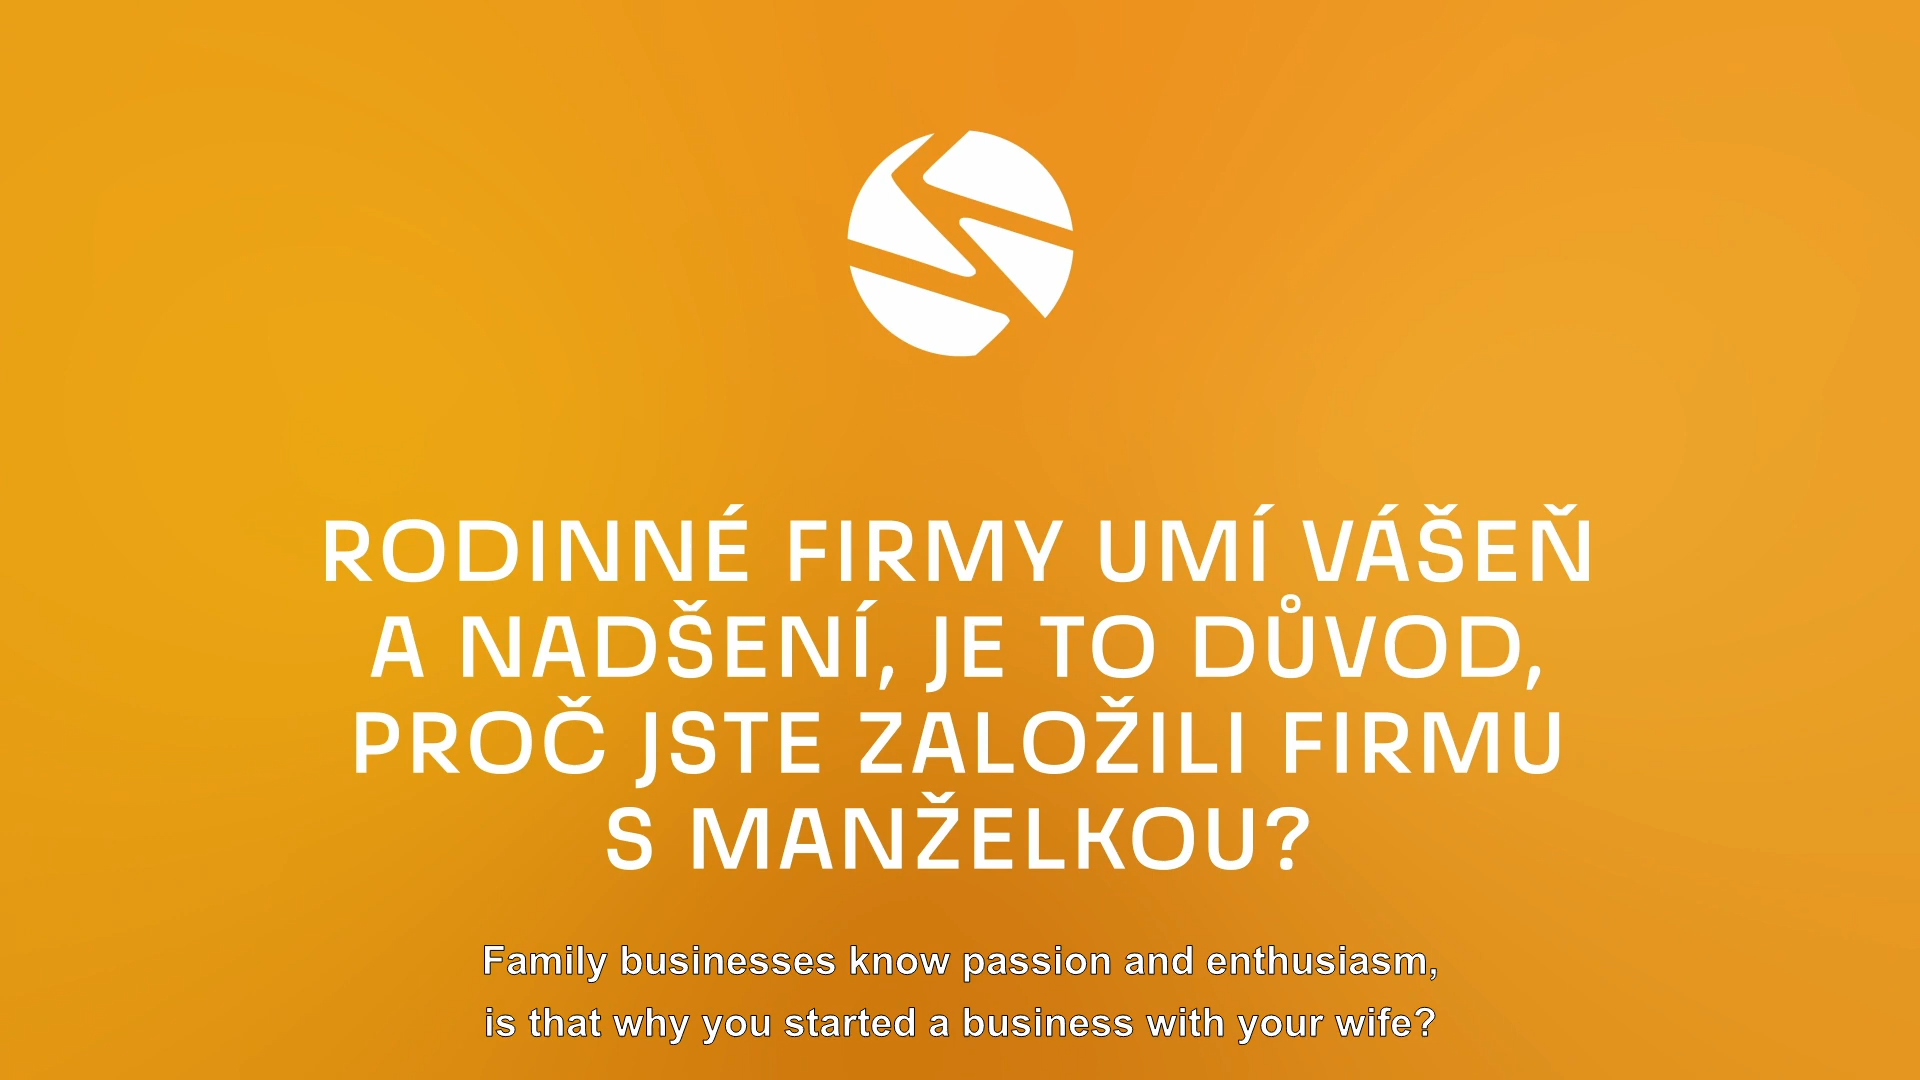 RODINNÉ FIRMY UMÍ VÁŠEŇ
A NADŠENÍ, JE TO DŮVOD,
PROČ JSTE ZALOŽILI FIRMU
S MANŽELKOU?
Family businesses know passion and enthusiasm,
is that why you started a business with your wife?